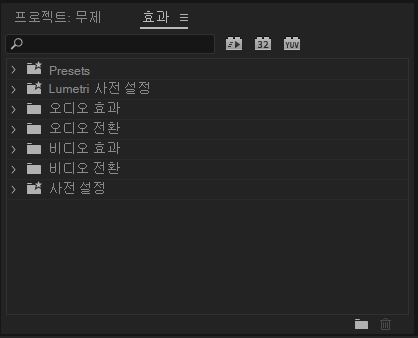 프로젝트: 무제 효과
32 YUV
Presets
Lumetri 사전 설정
오디오 효과
오디오 전환
비디오 효과
비디오 전환
사전 설정